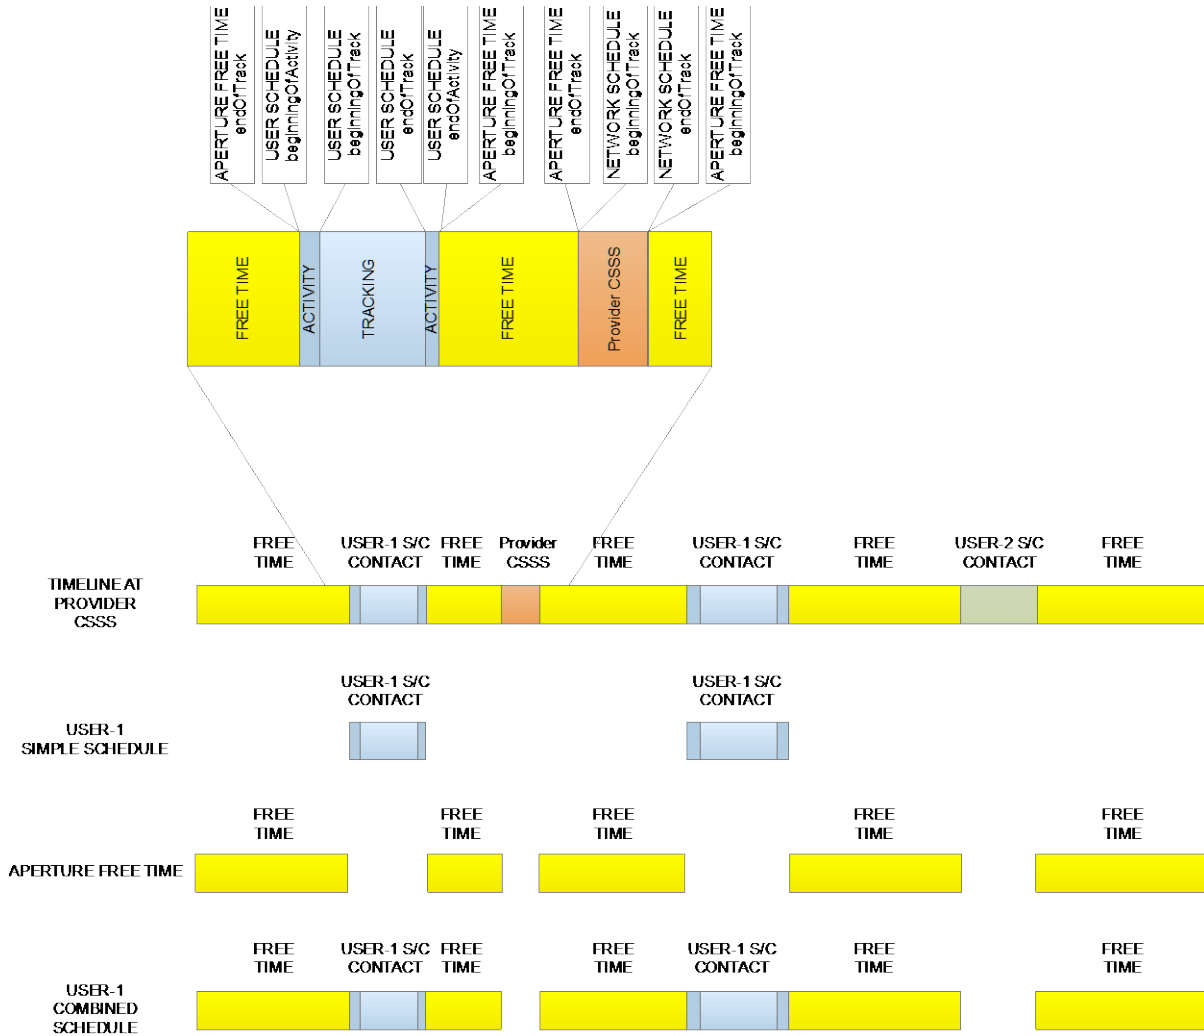 APERTURE FREE TIME
endOfTrack
USER SCHEDULE
beginningOfActivity
USER SCHEDULE
beginningOfTrack
USER SCHEDULE
endOfTrack
USER SCHEDULE
endOfActivity
APERTURE FREE TIME
beginningOfTrack
APERTURE FREE TIME
endOfTrack
NETWORK SCHEDULE
beginningOfTrack
NETWORK SCHEDULE
endOfTrack
APERTURE FREE TIME
beginningOfTrack
FREE TIME
ACTIVITY
TRACKING
ACTIVITY
FREE TIME
Provider CSSS
FREE TIME
FREE
TIME
USER-1 S/C
CONTACT
FREE
TIME
Provider
CSSS
FREE
TIME
USER-1 S/C
CONTACT
FREE
TIME
USER-2 S/C
CONTACT
FREE
TIME
TIMELINE AT
PROVIDER
CSSS
USER-1 S/C
CONTACT
USER-1 S/C
CONTACT
USER-1
SIMPLE SCHEDULE
FREE
TIME
FREE
TIME
FREE
TIME
FREE
TIME
FREE
TIME
APERTURE FREE TIME
FREE
TIME
USER-1 S/C
CONTACT
FREE
TIME
FREE
TIME
USER-1 S/C
CONTACT
FREE
TIME
FREE
TIME
USER-1
COMBINED
SCHEDULE